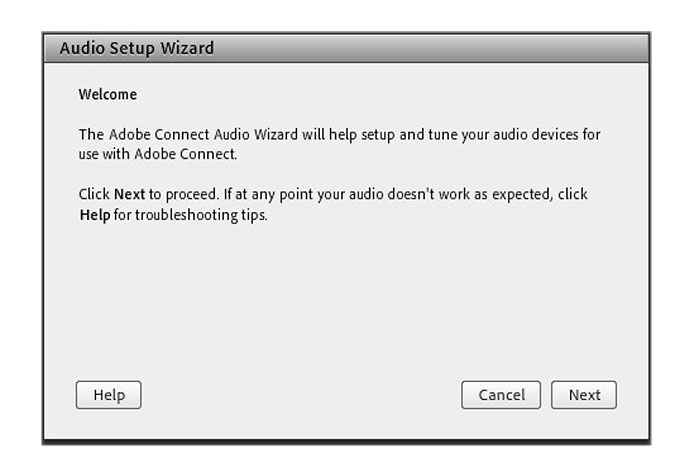 Audio Setup Wizard
Welcome
The Adobe Connect Audio Wizard will help setup and tune your audio devices for
use with Adobe Connect.
Click Next to proceed. If at any point your audio doesn't work as expected, click
Help for troubleshooting tips.
Help
Cancel
Next